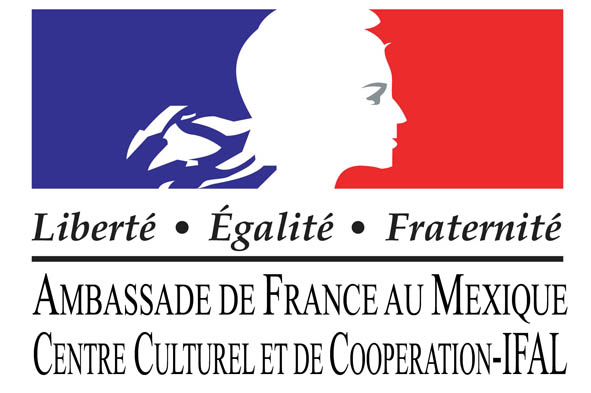 Liberté • Égalité • Fraternité
AMBASSADE DE FRANCE AU MEXIQUE
CENTRE CULTUREL ET DE COOPERATION-IFAL